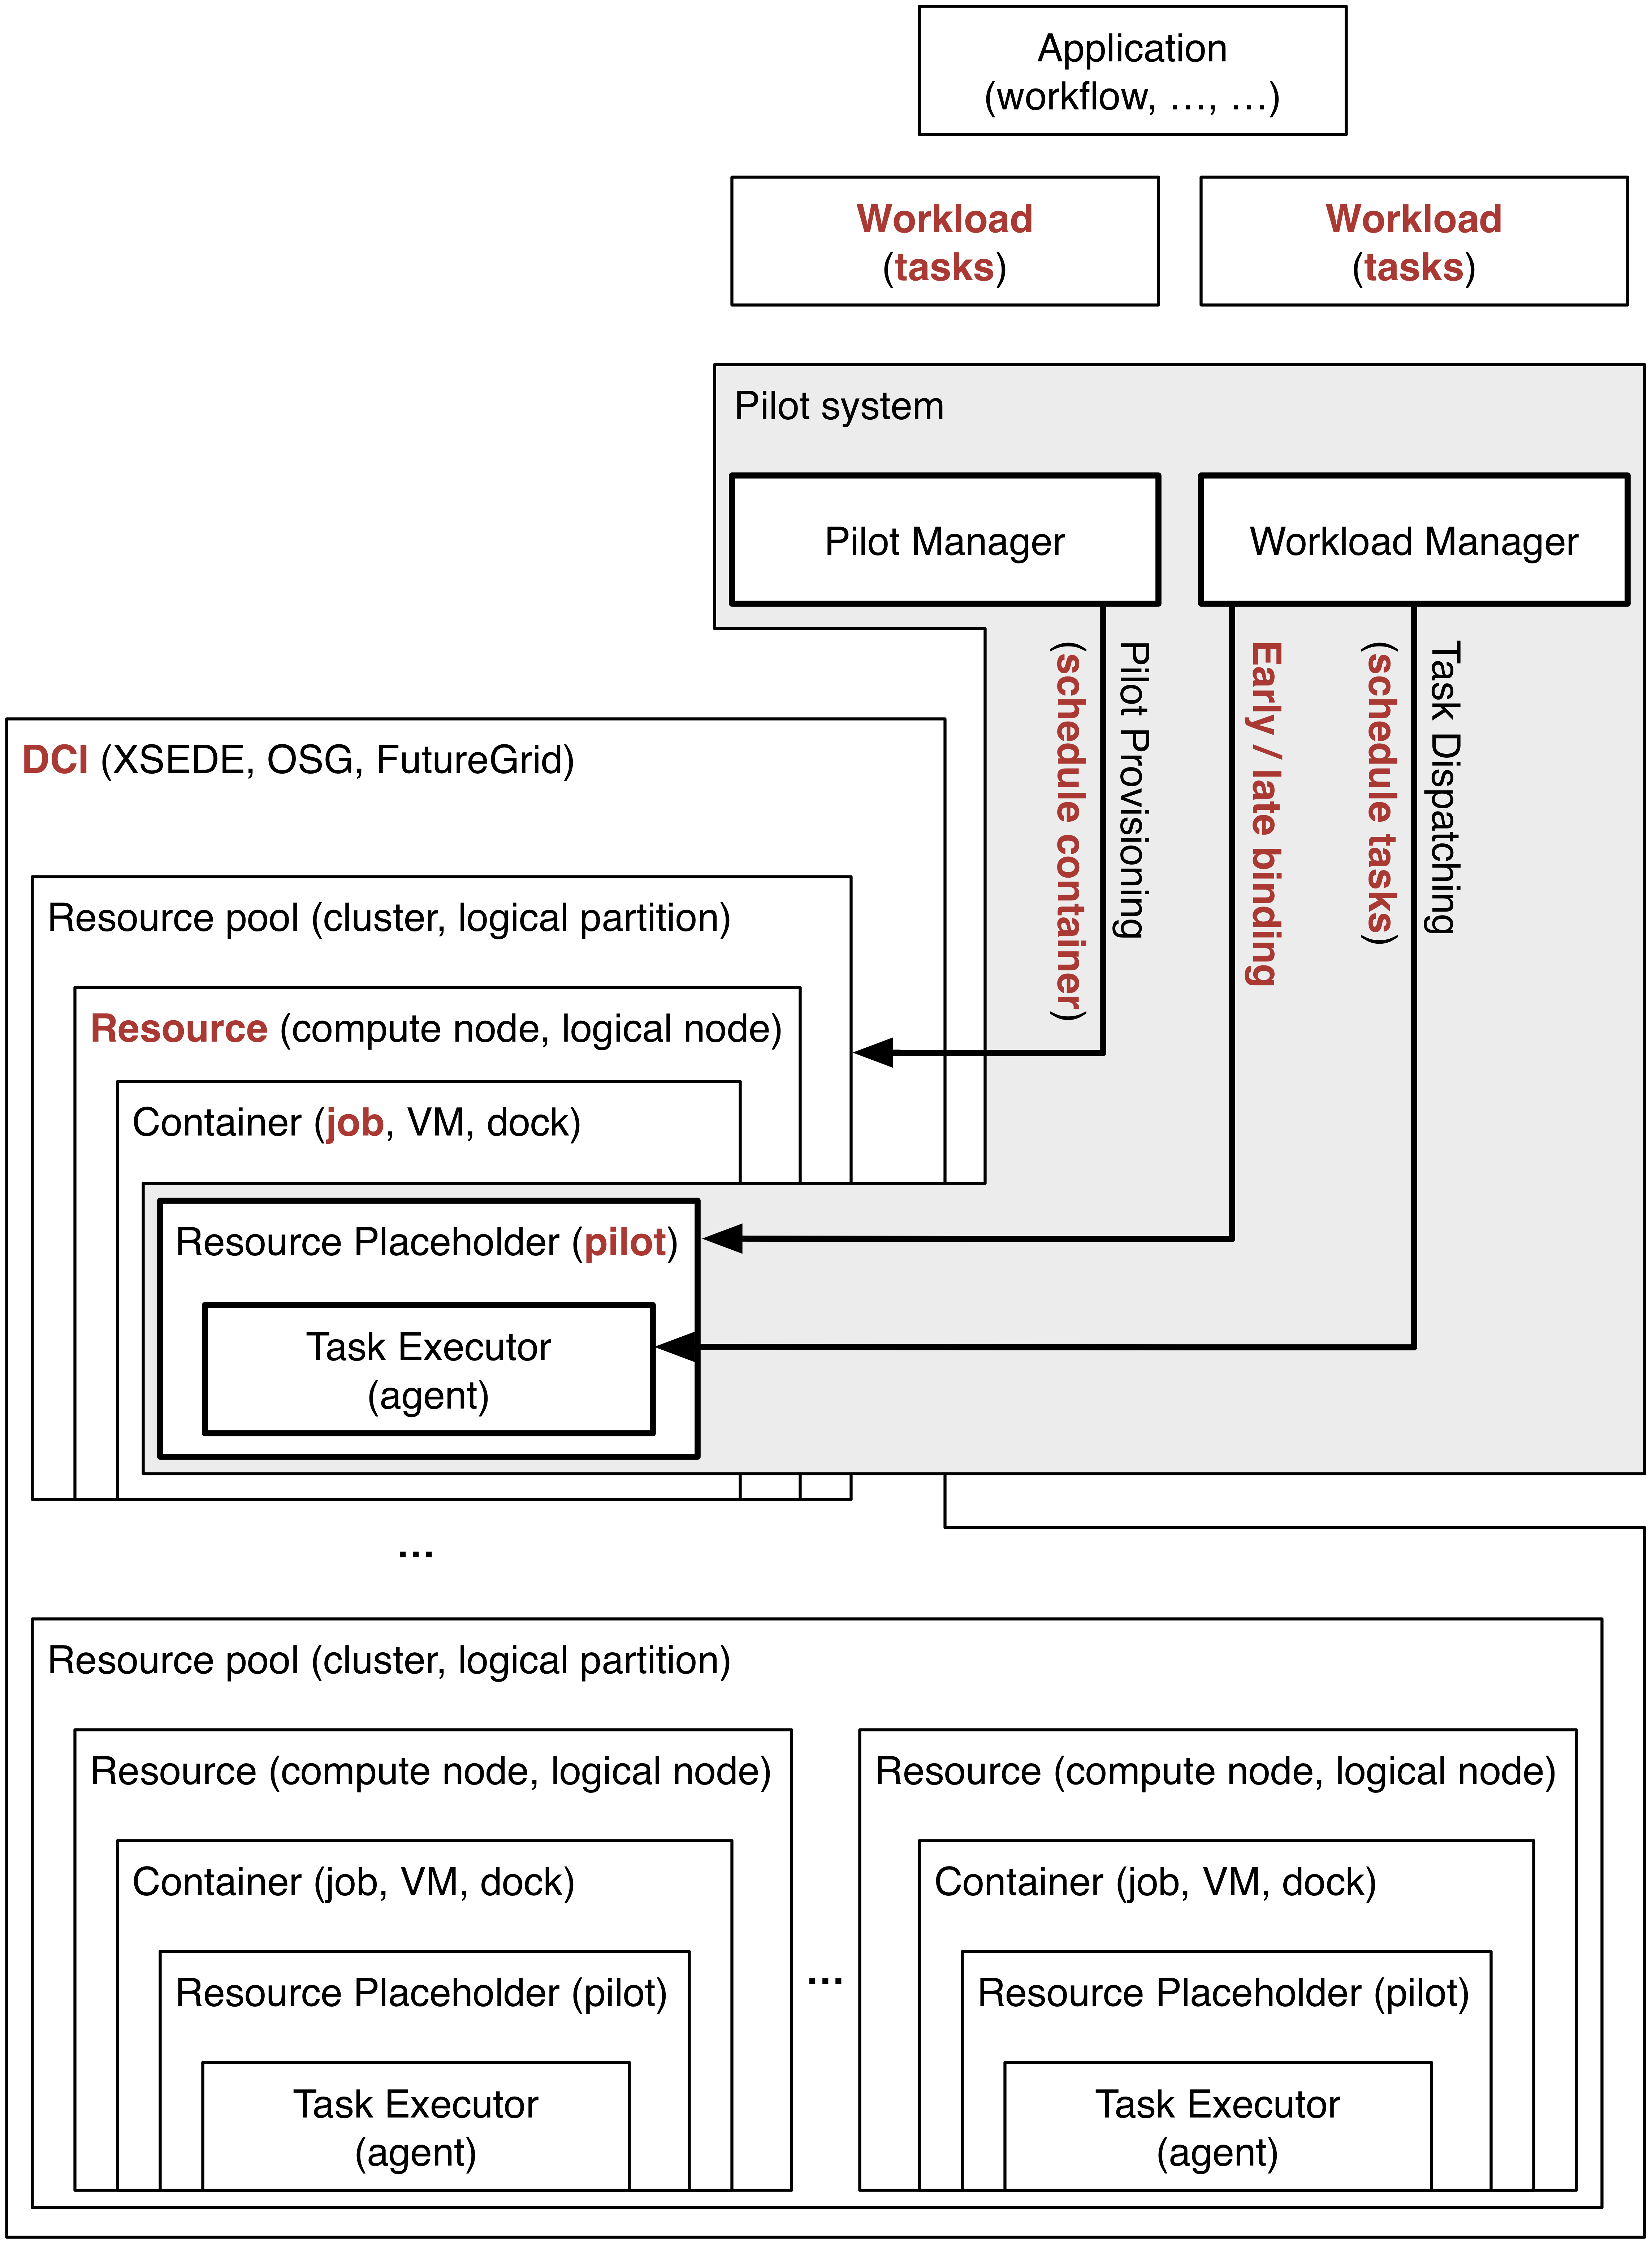 Application
(workflow, …, …)
Workload
(tasks)
Workload
(tasks)
Pilot system
Pilot Manager
Workload Manager
Pilot Provisioning
(schedule container)
Early / late binding
Task Dispatching
(schedule tasks)
DCI (XSEDE, OSG, FutureGrid)
Resource pool (cluster, logical partition)
Resource (compute node, logical node)
Container (job, VM, dock)
Resource Placeholder (pilot)
Task Executor
(agent)
...
Resource pool (cluster, logical partition)
Resource (compute node, logical node)
Container (job, VM, dock)
Resource Placeholder (pilot)
Task Executor
(agent)
...
Resource (compute node, logical node)
Container (job, VM, dock)
Resource Placeholder (pilot)
Task Executor
(agent)